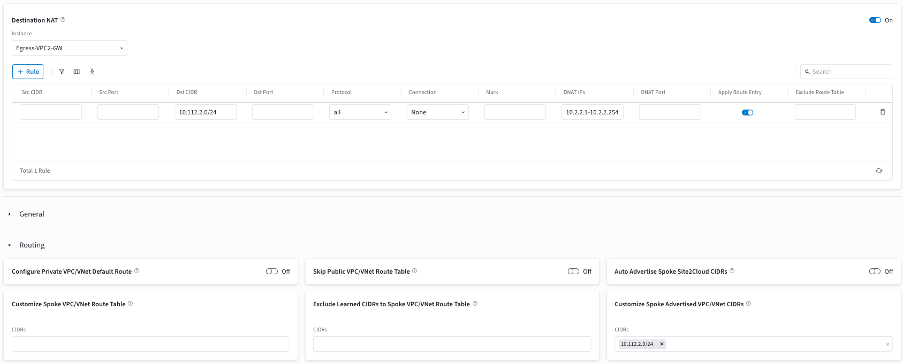 Destination NAT
On
Instance
Egress-VPC2-GW
+ Rule
Search
Src CIDR Src Port Dst CIDR Dst Port Protocol Connection Mark DNAT IPs DNAT Port Apply Route Entry Exclude Route Table
10.112.2.0/24 all None 10.2.2.1-10.2.2.254
Total 1 Rule
General
Routing
Configure Private VPC/VNet Default Route Off
Skip Public VPC/VNet Route Table Off
Auto Advertise Spoke Site2Cloud CIDRs Off
Customize Spoke VPC/VNet Route Table
CIDRs
Exclude Learned CIDRs to Spoke VPC/VNet Route Table
CIDRs
Customize Spoke Advertised VPC/VNet CIDRs
CIDRs
10.112.2.0/24